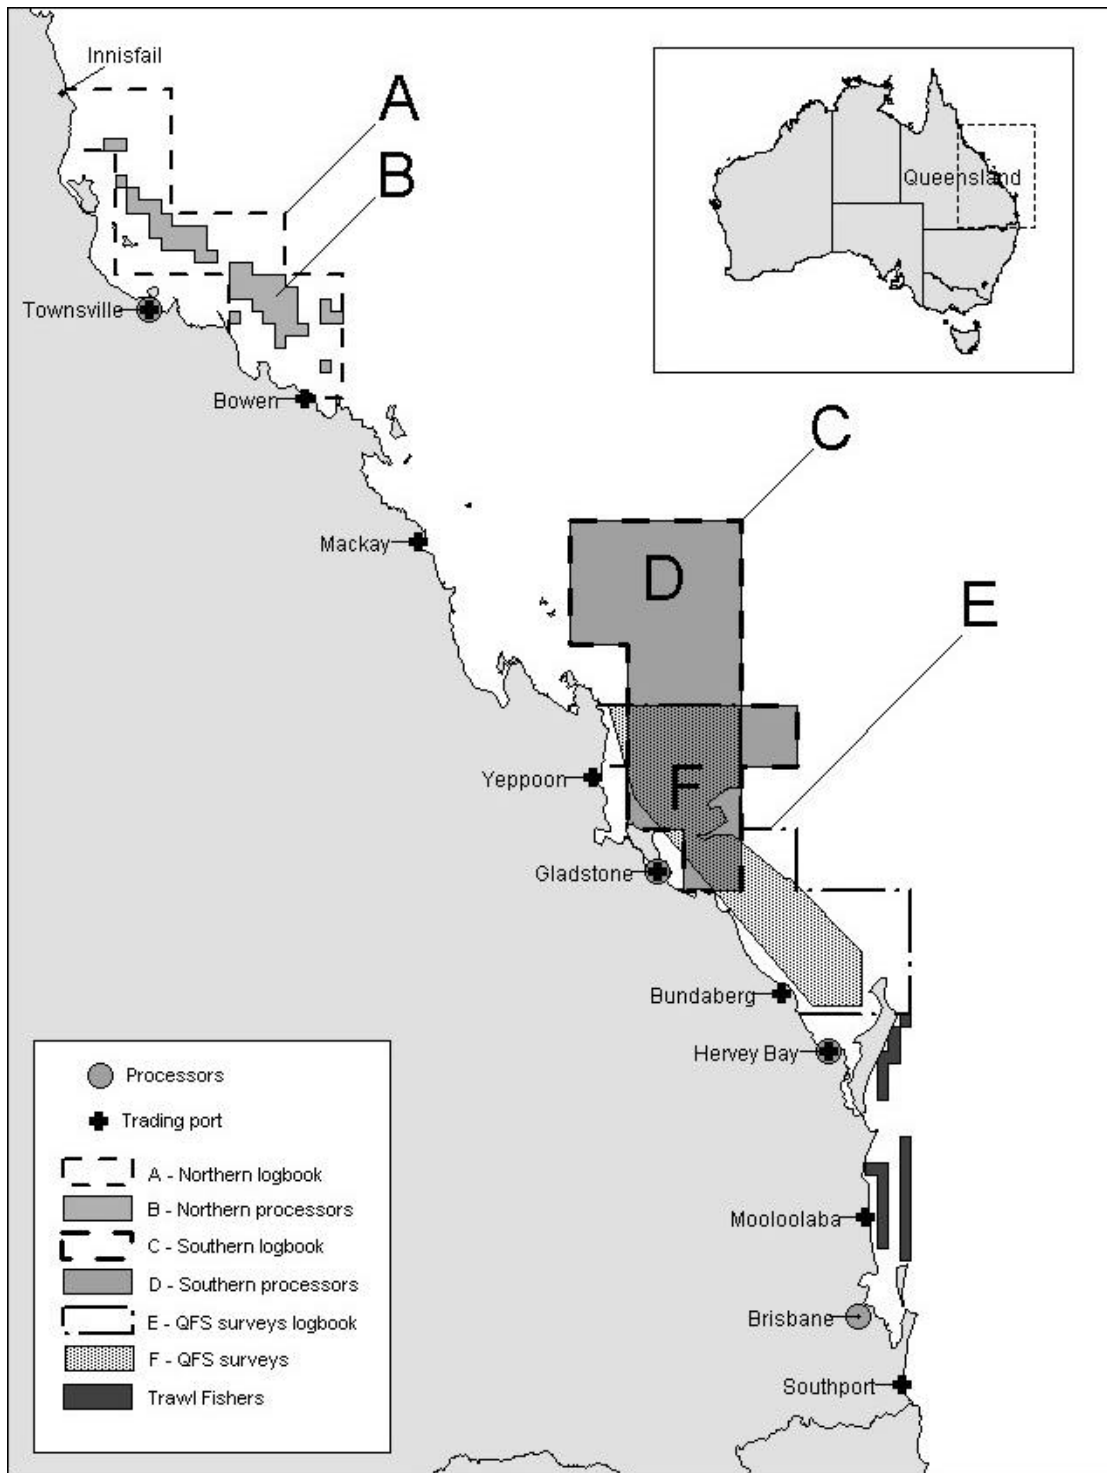 Innisfail
A
B
Queensland
Townsville
Bowen
C
Mackay
D
E
Yeppoon
F
Gladstone
Bundaberg
Hervey Bay
Processors
Trading port
A - Northern logbook
B - Northern processors
C - Southern logbook
D - Southern processors
E - QFS surveys logbook
F - QFS surveys
Trawl Fishers
Mooloolaba
Brisbane
Southport